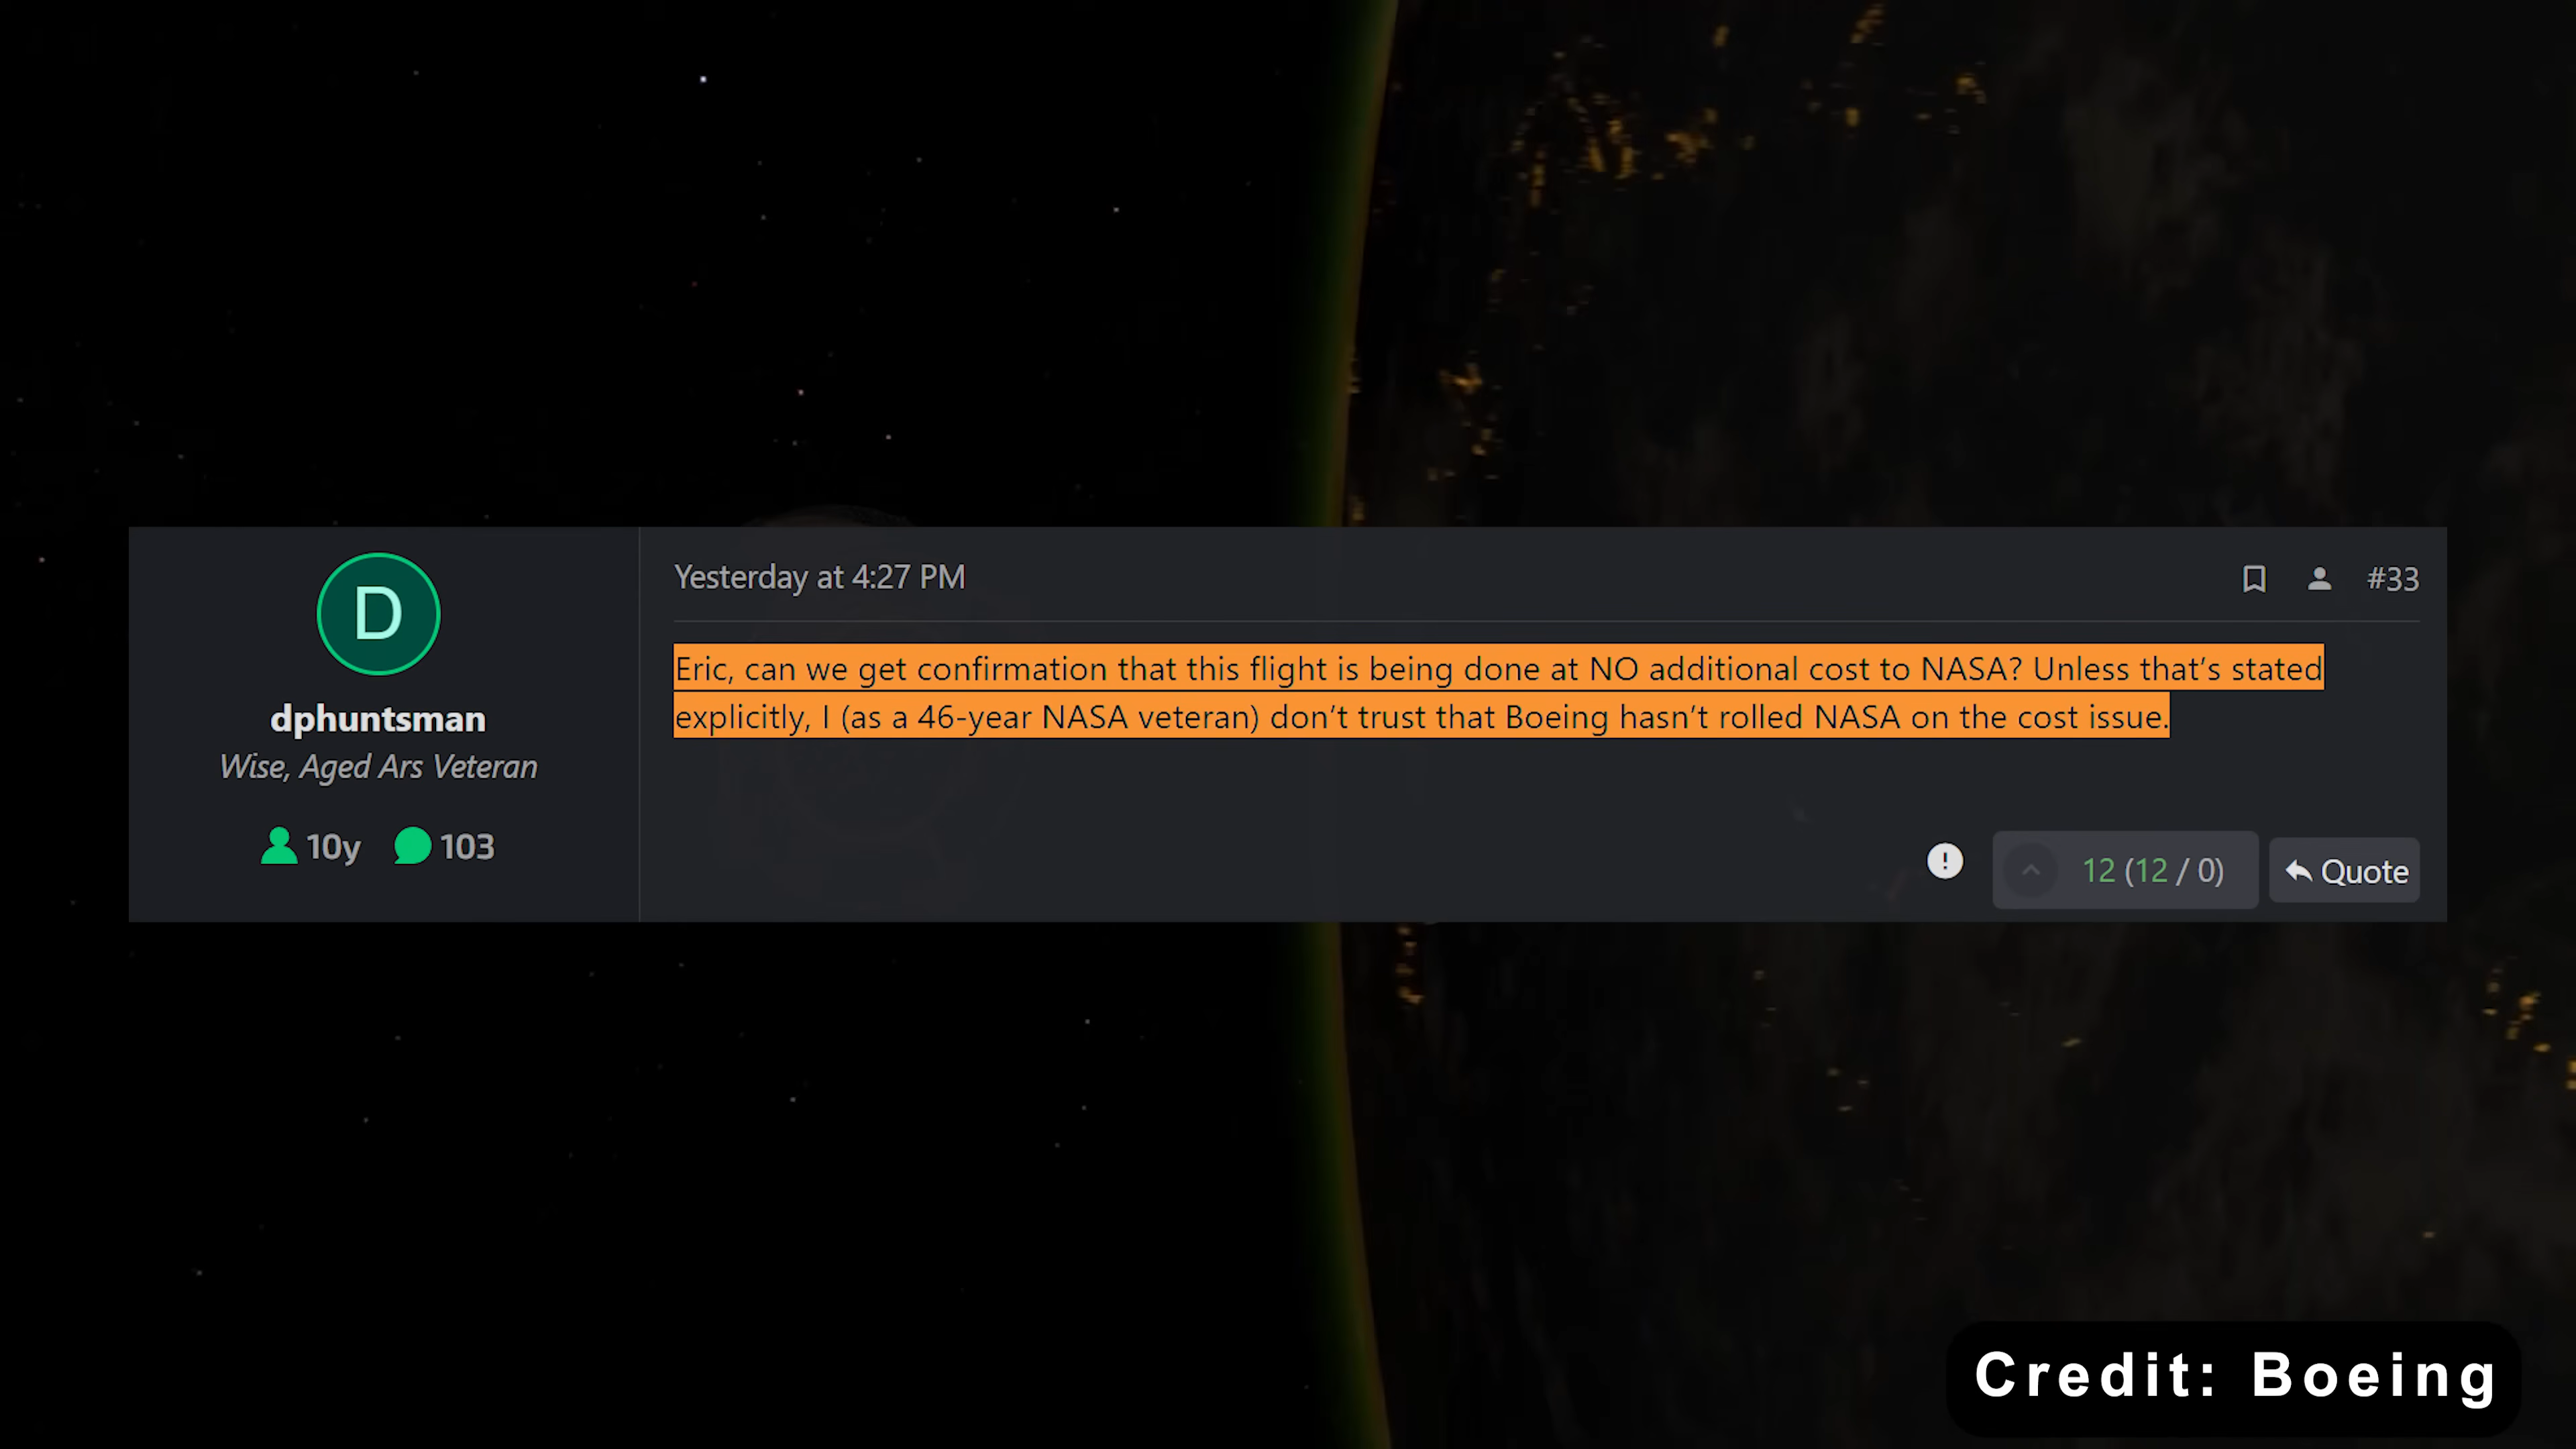 D
dphuntsman
Wise, Aged Ars Veteran
10y 103
Yesterday at 4:27 PM
#33
Eric, can we get confirmation that this flight is being done at NO additional cost to NASA? Unless that’s stated
explicitly, I (as a 46-year NASA veteran) don’t trust that Boeing hasn’t rolled NASA on the cost issue.
12 (12 / 0)
Quote
Credit: Boeing